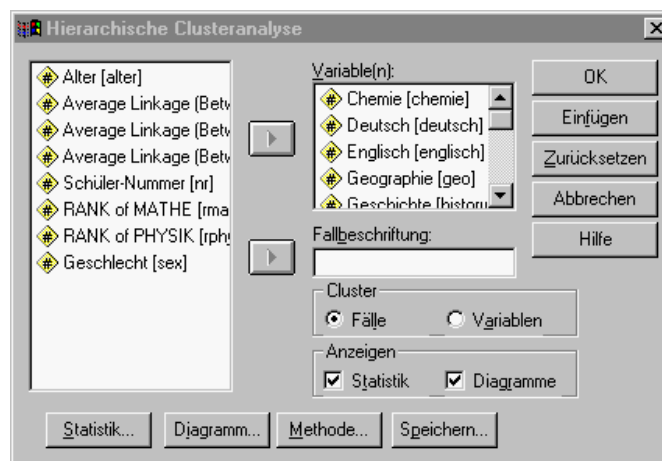 Hierarchische Clusteranalyse
Alter [alter]
Average Linkage (Betw
Average Linkage (Betw
Average Linkage (Betw
Schüler-Nummer [nr]
RANK of MATHE [rma
RANK of PHYSIK [rphy
Geschlecht [sex]
Variable(n):
Chemie [chemie]
Deutsch [deutsch]
Englisch [englisch]
Geographie [geo]
Geschichte [history
Fallbeschriftung:
Cluster
Fälle Variablen
Anzeigen
Statistik Diagramme
OK
Einfügen
Zurücksetzen
Abbrechen
Hilfe
Statistik... Diagramm... Methode... Speichern...